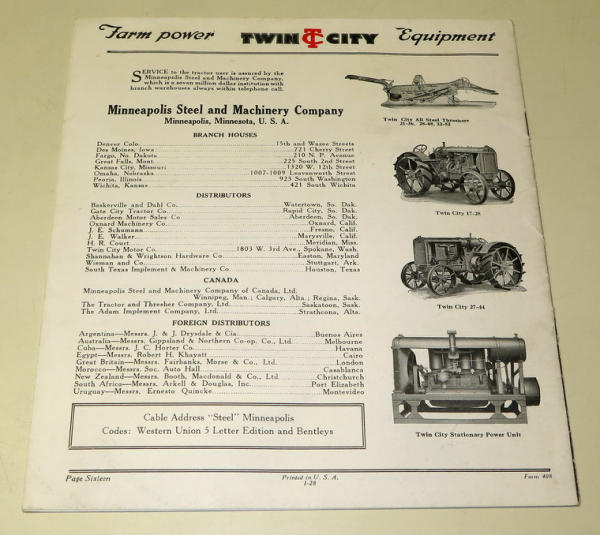 Farm power TWIN TC CITY Equipment
SERVICE to the tractor user is assured by the
Minneapolis Steel and Machinery Company,
which is a seven million dollar institution with
branch warehouses always within telephone call.
Minneapolis Steel and Machinery Company
Minneapolis, Minnesota, U. S. A.
BRANCH HOUSES
Denver Colo. 15th and Wazee Streets
Des Moines, Iowa 721 Cherry Street
Fargo, No. Dakota 210 N. P. Avenue
Great Falls, Mont. 225 South 2nd Street
Kansas City, Missouri 1320 W. 12th Street
Omaha, Nebraska 1007-1009 Leavenworth Street
Peoria, Illinois 923 South Washington
Wichita, Kansas 421 South Wichita
DISTRIBUTORS
Baskerville and Dahl Co. Watertown, So. Dak.
Gate City Tractor Co. Rapid City, So. Dak.
Aberdeen Motor Sales Co. Aberdeen, So. Dak.
Oxnard Machinery Co. Oxnard, Calif.
J. E. Schumann Fresno, Calif.
J. E. Walker Marysville, Calif.
H. R. Court Meridian, Miss.
Twin City Motor Co. 1803 W. 3rd Ave., Spokane, Wash.
Shannahan & Wrightson Hardware Co. Easton, Maryland
Wieman and Co. Stuttgart, Ark.
South Texas Implement & Machinery Co. Houston, Texas
CANADA
Minneapolis Steel and Machinery Company of Canada, Ltd.
Winnipeg, Man.; Calgary, Alta.; Regina, Sask.
The Tractor and Thresher Company, Ltd. Saskatoon, Sask.
The Adam Implement Company, Ltd. Strathcona, Alta.
FOREIGN DISTRIBUTORS
Argentina—Messrs. J. & J. Drysdale & Cia. Buenos Aires
Australia—Messrs. Gippsland & Northern Co-op. Co., Ltd. Melbourne
Cuba—Messrs. J. C. Horter Co. Havana
Egypt—Messrs. Robert H. Khayatt Cairo
Great Britain—Messrs. Fairbanks, Morse & Co., Ltd. London
Morocco—Messrs. Soc. Auto Hall Casablanca
New Zealand—Messrs. Booth, Macdonald & Co., Ltd. Christchurch
South Africa—Messrs. Arkell & Douglas, Inc. Port Elizabeth
Uruguay—Messrs. Ernesto Quincke Montevideo
Cable Address "Steel" Minneapolis
Codes: Western Union 5 Letter Edition and Bentleys
Twin City All Steel Threshers
21-36, 28-48, 32-52
Twin City 17-28
Twin City 27-44
Twin City Stationary Power Unit
Page Sixteen
Printed in U. S. A.
1-28
Form 408